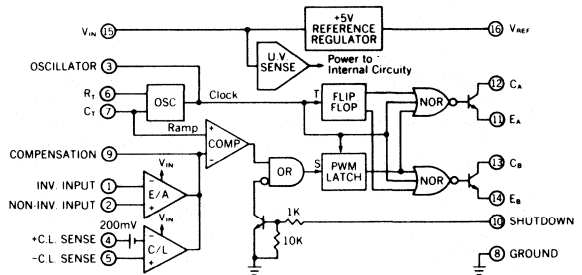 +5V
REFERENCE
REGULATOR
VIN 15
16 VREF
U.V.
SENSE
Power to
Internal Circuity
OSCILLATOR 3
RT 6
CT 7
OSC
Clock
T
FLIP
FLOP
NOR
12 CA
11 EA
Ramp
+
COMP
−
COMPENSATION 9
VIN
OR
S
PWM
LATCH
NOR
13 CB
14 EB
INV. INPUT 1
NON-INV. INPUT 2
−
E/A
+
200mV
VIN
+C.L. SENSE 4
−C.L. SENSE 5
−
C/L
+
1K
10K
10 SHUTDOWN
8 GROUND